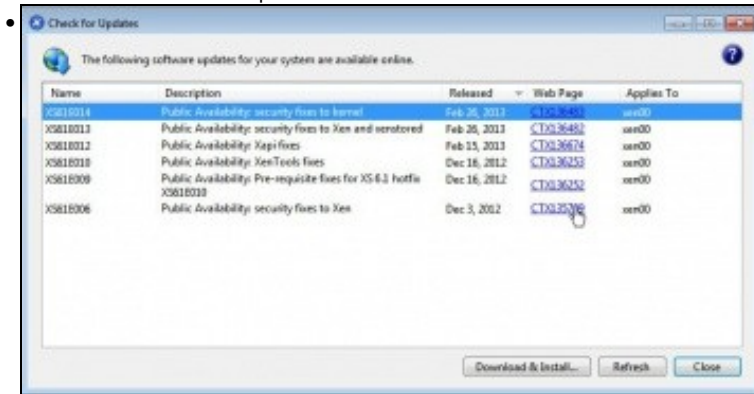 Check for Updates
The following software updates for your system are available online.
Name Description Released Web Page Applies To
XS61E014 Public Availability: security fixes to kernel Feb 26, 2013 xen00
XS61E013 Public Availability: security fixes to Xen and xenstored Feb 26, 2013 CTX136482 xen00
XS61E012 Public Availability: Xapi fixes Feb 15, 2013 CTX136674 xen00
XS61E010 Public Availability: XenTools fixes Dec 16, 2012 CTX136253 xen00
XS61E009 Public Availability: Pre-requisite fixes for XS 6.1 hotfix XS61E010 Dec 16, 2012 CTX136252 xen00
XS61E006 Public Availability: security fixes to Xen Dec 3, 2012 xen00
Download & Install... Refresh Close